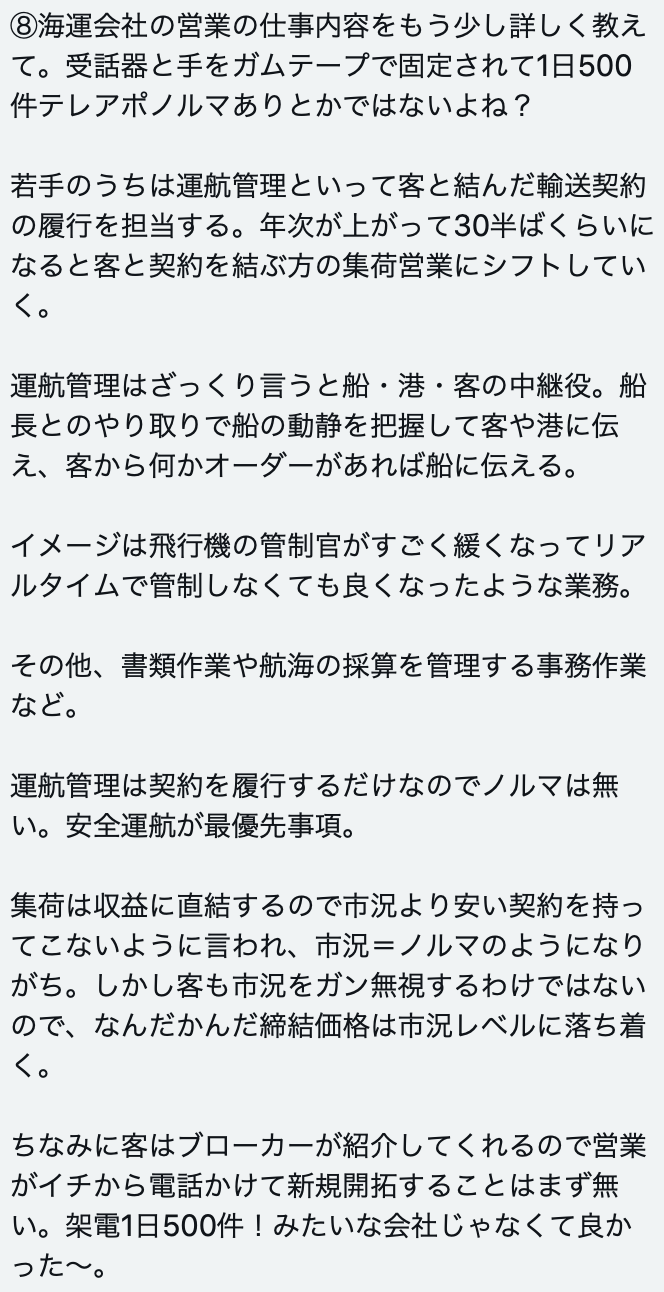 ⑧海運会社の営業の仕事内容をもう少し詳しく教え
て。受話器と手をガムテープで固定されて1日500
件テレアポノルマありとかではないよね？
若手のうちは運航管理といって客と結んだ輸送契約
の履行を担当する。年次が上がって30半ばくらいに
なると客と契約を結ぶ方の集荷営業にシフトしてい
く。
運航管理はざっくり言うと船・港・客の中継役。船
長とのやり取りで船の動静を把握して客や港に伝
え、客から何かオーダーがあれば船に伝える。
イメージは飛行機の管制官がすごく緩くなってリア
ルタイムで管制しなくても良くなったような業務。
その他、書類作業や航海の採算を管理する事務作業
など。
運航管理は契約を履行するだけなのでノルマは無
い。安全運航が最優先事項。
集荷は収益に直結するので市況より安い契約を持っ
てこないように言われ、市況＝ノルマのようになり
がち。しかし客も市況をガン無視するわけではない
ので、なんだかんだ締結価格は市況レベルに落ち着
く。
ちなみに客はブローカーが紹介してくれるので営業
がイチから電話かけて新規開拓することはまず無
い。架電1日500件！みたいな会社じゃなくて良か
った〜。